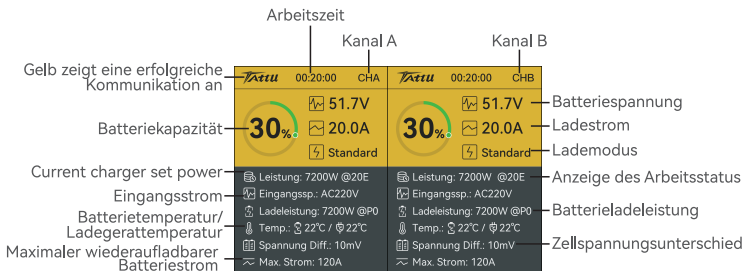 Arbeitszeit
Kanal A
Kanal B
Gelb zeigt eine erfolgreiche
Kommunikation an
Batteriekapazität
Current charger set power
Eingangsstrom
Batterietemperatur/
Ladegerattemperatur
Maximaler wiederaufladbarer
Batteriestrom
TATTU 00:20:00 CHA
51.7V
30% 20.0A
Standard
Leistung: 7200W @20E
Eingangssp.: AC220V
Ladeleistung: 7200W @P0
Temp.: 22°C / 22°C
Spannung Diff.: 10mV
Max. Strom: 120A
TATTU 00:20:00 CHB
51.7V
30% 20.0A
Standard
Leistung: 7200W @20E
Eingangssp.: AC220V
Ladeleistung: 7200W @P0
Temp.: 22°C / 22°C
Spannung Diff.: 10mV
Max. Strom: 120A
Batteriespannung
Ladestrom
Lademodus
Anzeige des Arbeitsstatus
Batterieladeleistung
Zellspannungsunterschied